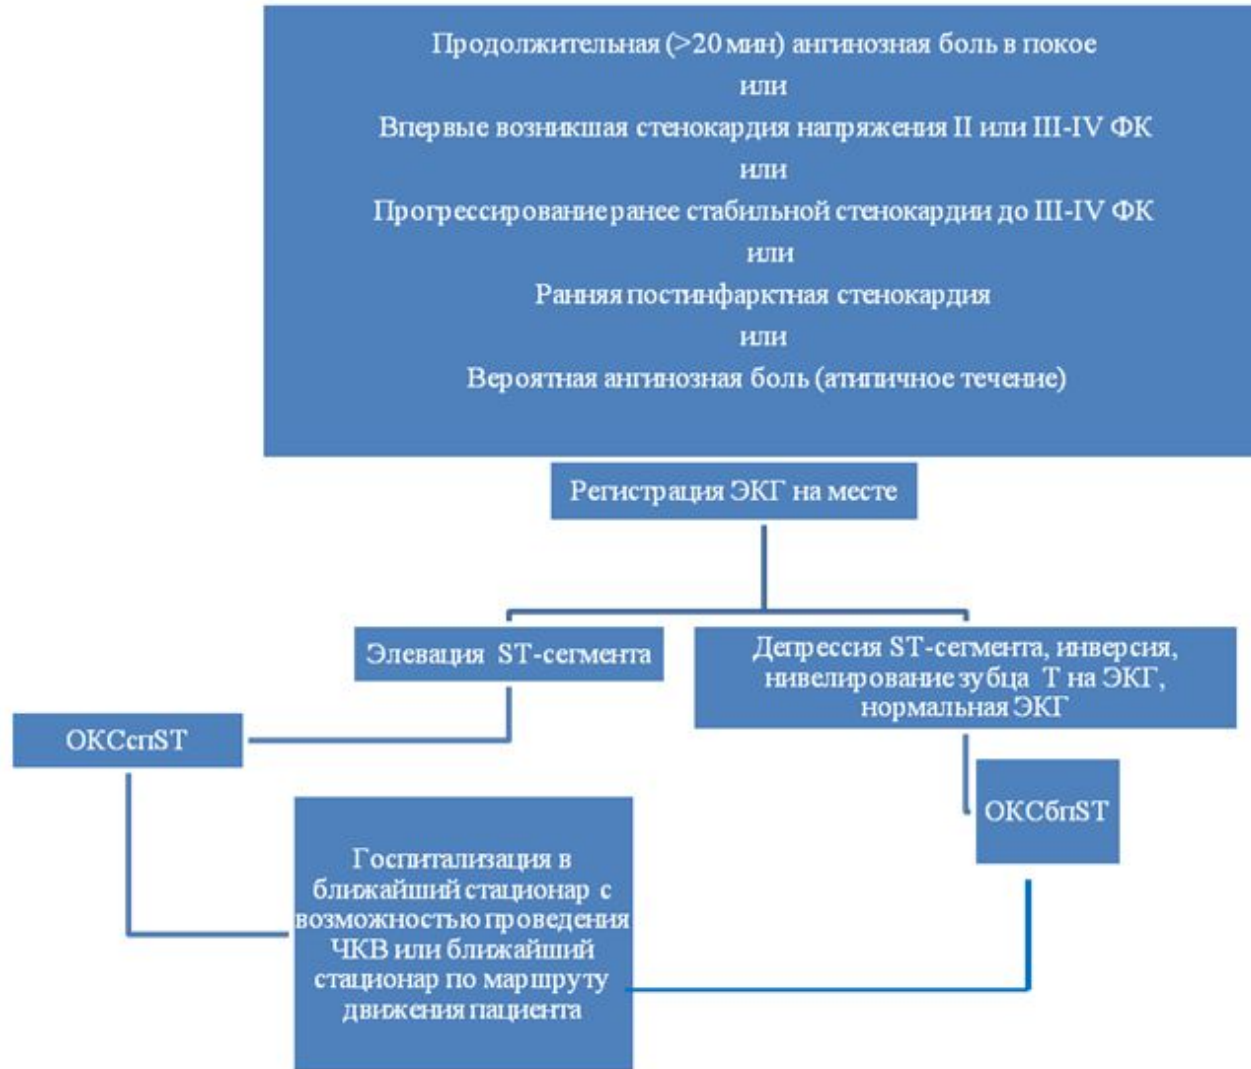 Продолжительная (>20 мин) ангинозная боль в покое
или
Впервые возникшая стенокардия напряжения II или III-IV ФК
или
Прогрессирование ранее стабильной стенокардии до III-IV ФК
или
Ранняя постинфарктная стенокардия
или
Вероятная ангинозная боль (атипичное течение)
Регистрация ЭКГ на месте
Элевация ST-сегмента
Депрессия ST-сегмента, инверсия,
нивелирование зубца Т на ЭКГ,
нормальная ЭКГ
ОКСспST
ОКСбпST
Госпитализация в
ближайший стационар с
возможностью проведения
ЧКВ или ближайший
стационар по маршруту
движения пациента